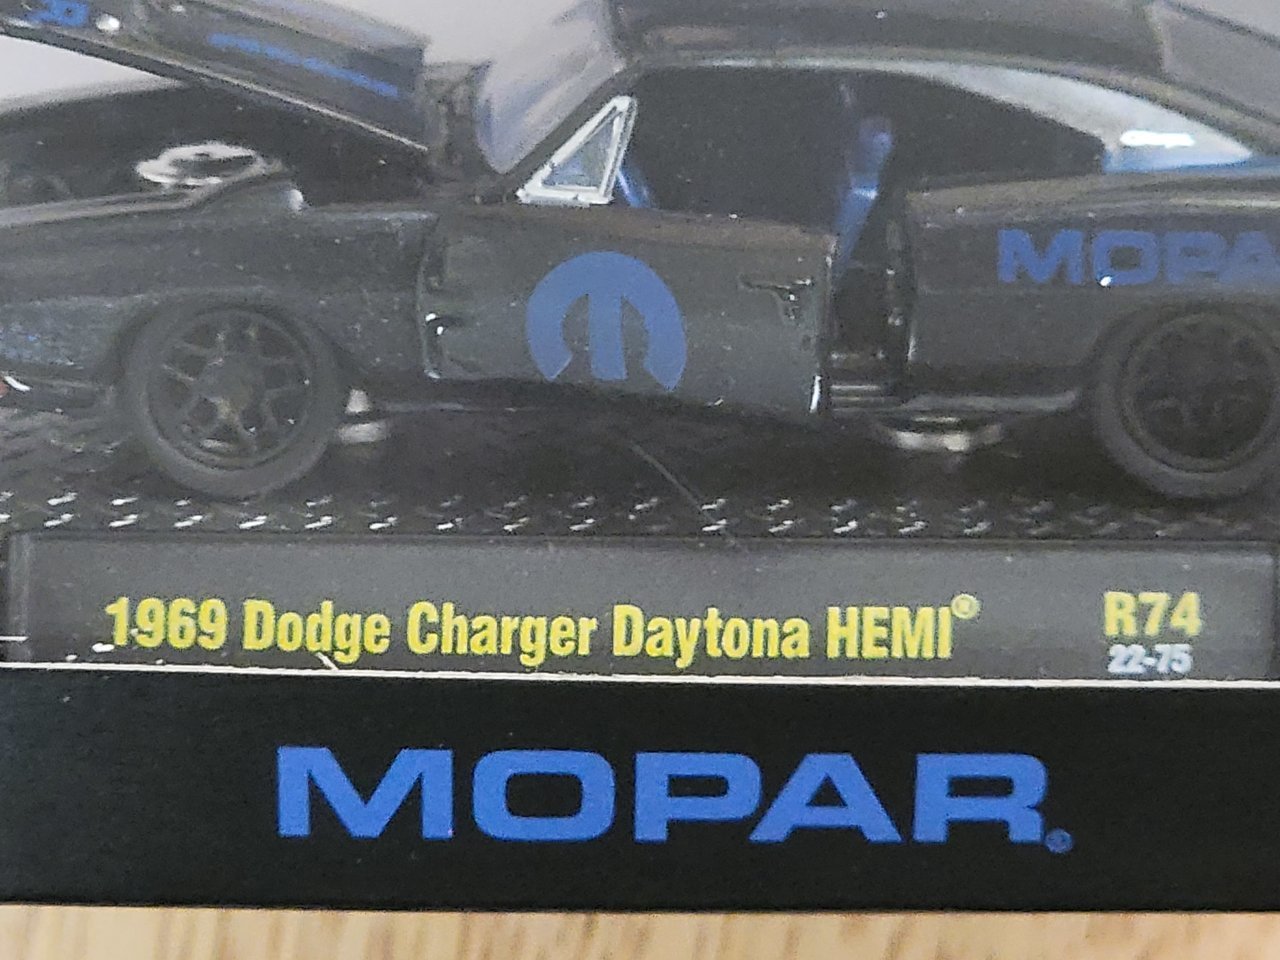 MOPA
1969 Dodge Charger Daytona HEMI® R74
22-75
MOPAR®